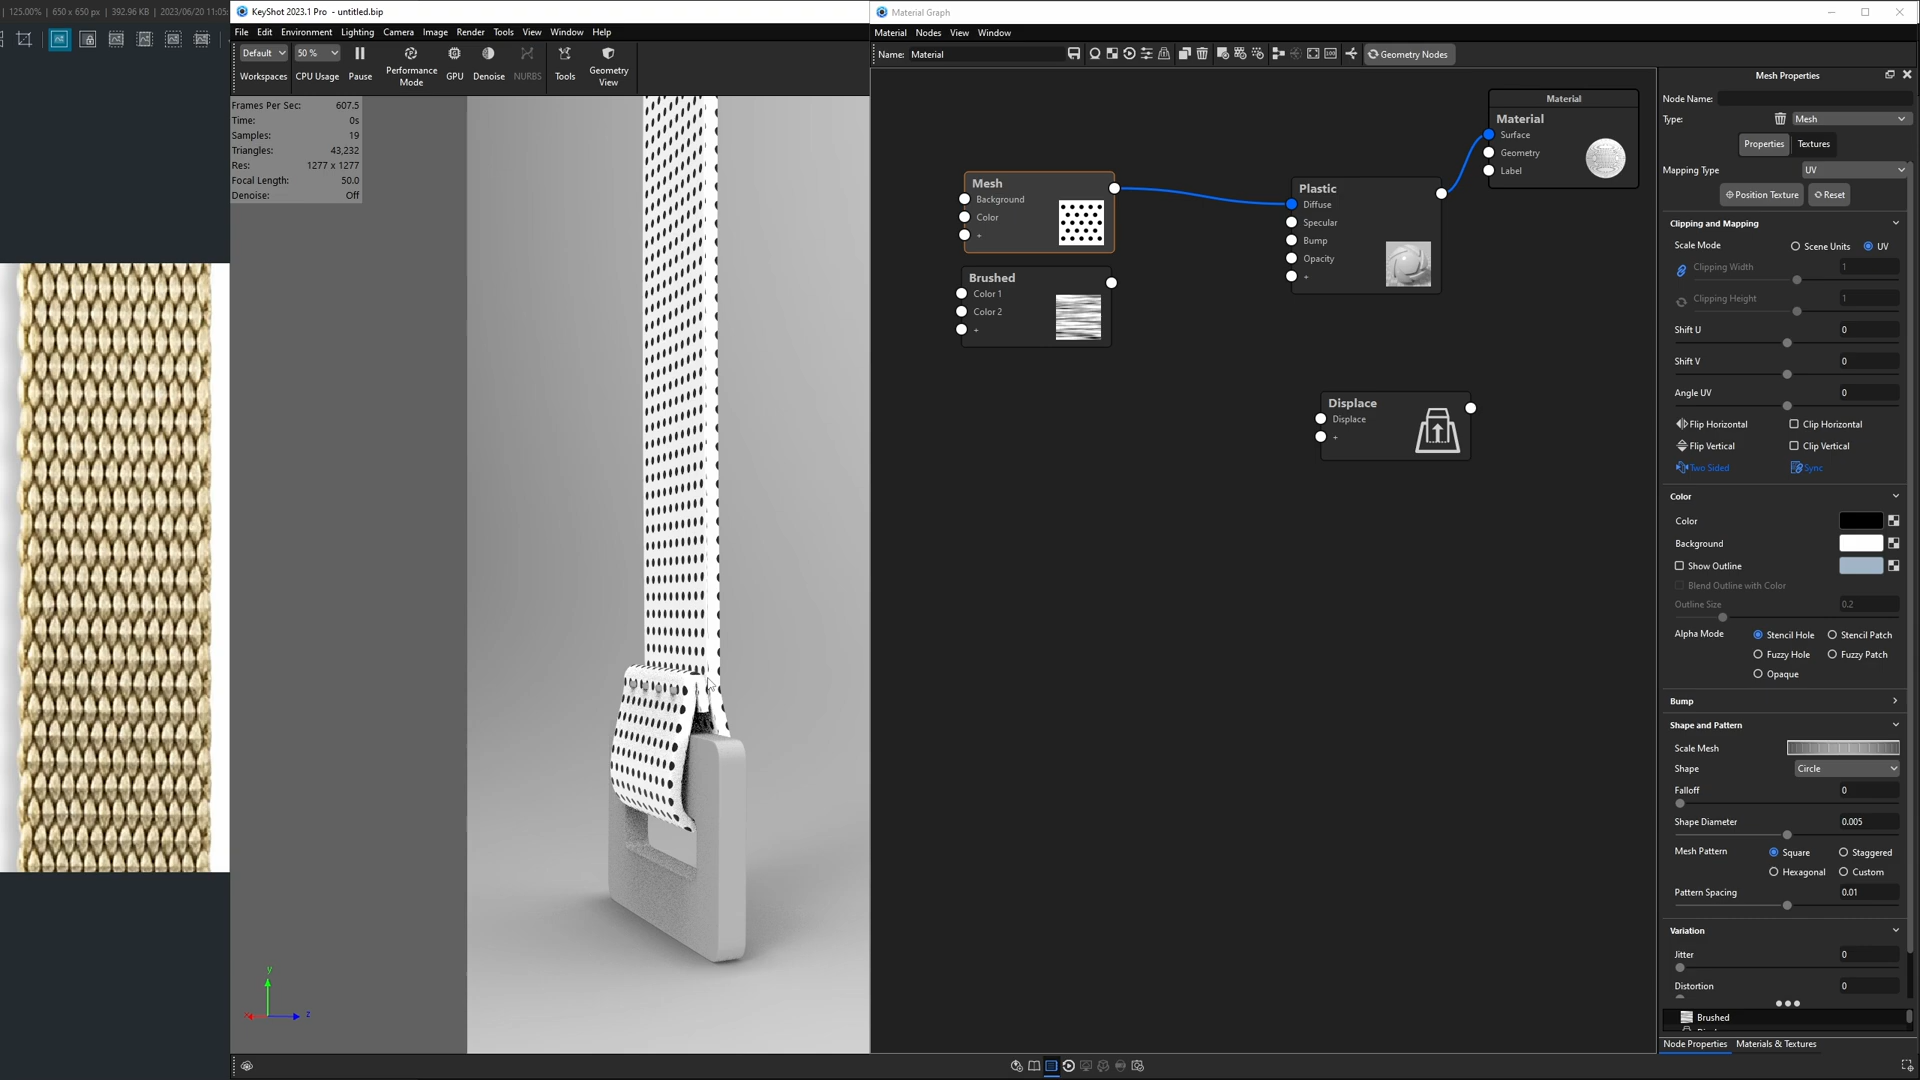 125.00% | 650 x 650 px | 392.96 KB | 2023/06/20 11:05:
KeyShot 2023.1 Pro - untitled.bip
File Edit Environment Lighting Camera Image Render Tools View Window Help
Default 50 %
Workspaces CPU Usage Pause Performance Mode GPU Denoise NURBS Tools Geometry View
Frames Per Sec: 607.5
Time: 0s
Samples: 19
Triangles: 43,232
Res: 1277 x 1277
Focal Length: 50.0
Denoise: Off
y
z
Material Graph
Material Nodes View Window
Name: Material Geometry Nodes
Mesh
Background
Color
+
Brushed
Color 1
Color 2
+
Plastic
Diffuse
Specular
Bump
Opacity
+
Material
Material
Surface
Geometry
Label
Displace
Displace
+
Mesh Properties
Node Name:
Type: Mesh
Properties Textures
Mapping Type UV
Position Texture Reset
Clipping and Mapping
Scale Mode Scene Units UV
Clipping Width 1
Clipping Height 1
Shift U 0
Shift V 0
Angle UV 0
Flip Horizontal Clip Horizontal
Flip Vertical Clip Vertical
Two Sided Sync
Color
Color
Background
Show Outline
Blend Outline with Color
Outline Size 0.2
Alpha Mode Stencil Hole Stencil Patch
Fuzzy Hole Fuzzy Patch
Opaque
Bump
Shape and Pattern
Scale Mesh
Shape Circle
Falloff 0
Shape Diameter 0.005
Mesh Pattern Square Staggered
Hexagonal Custom
Pattern Spacing 0.01
Variation
Jitter 0
Distortion 0
Brushed
Node Properties Materials & Textures